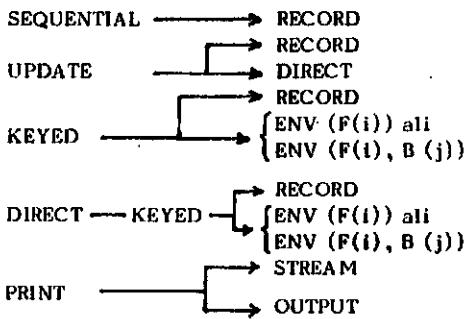 SEQUENTIAL RECORD
RECORD
UPDATE DIRECT
RECORD
ENV (F(i)) ali
KEYED
ENV (F(i), B (j))
RECORD
DIRECT KEYED ENV (F(i)) ali
ENV (F(i), B (j))
STREAM
PRINT
OUTPUT